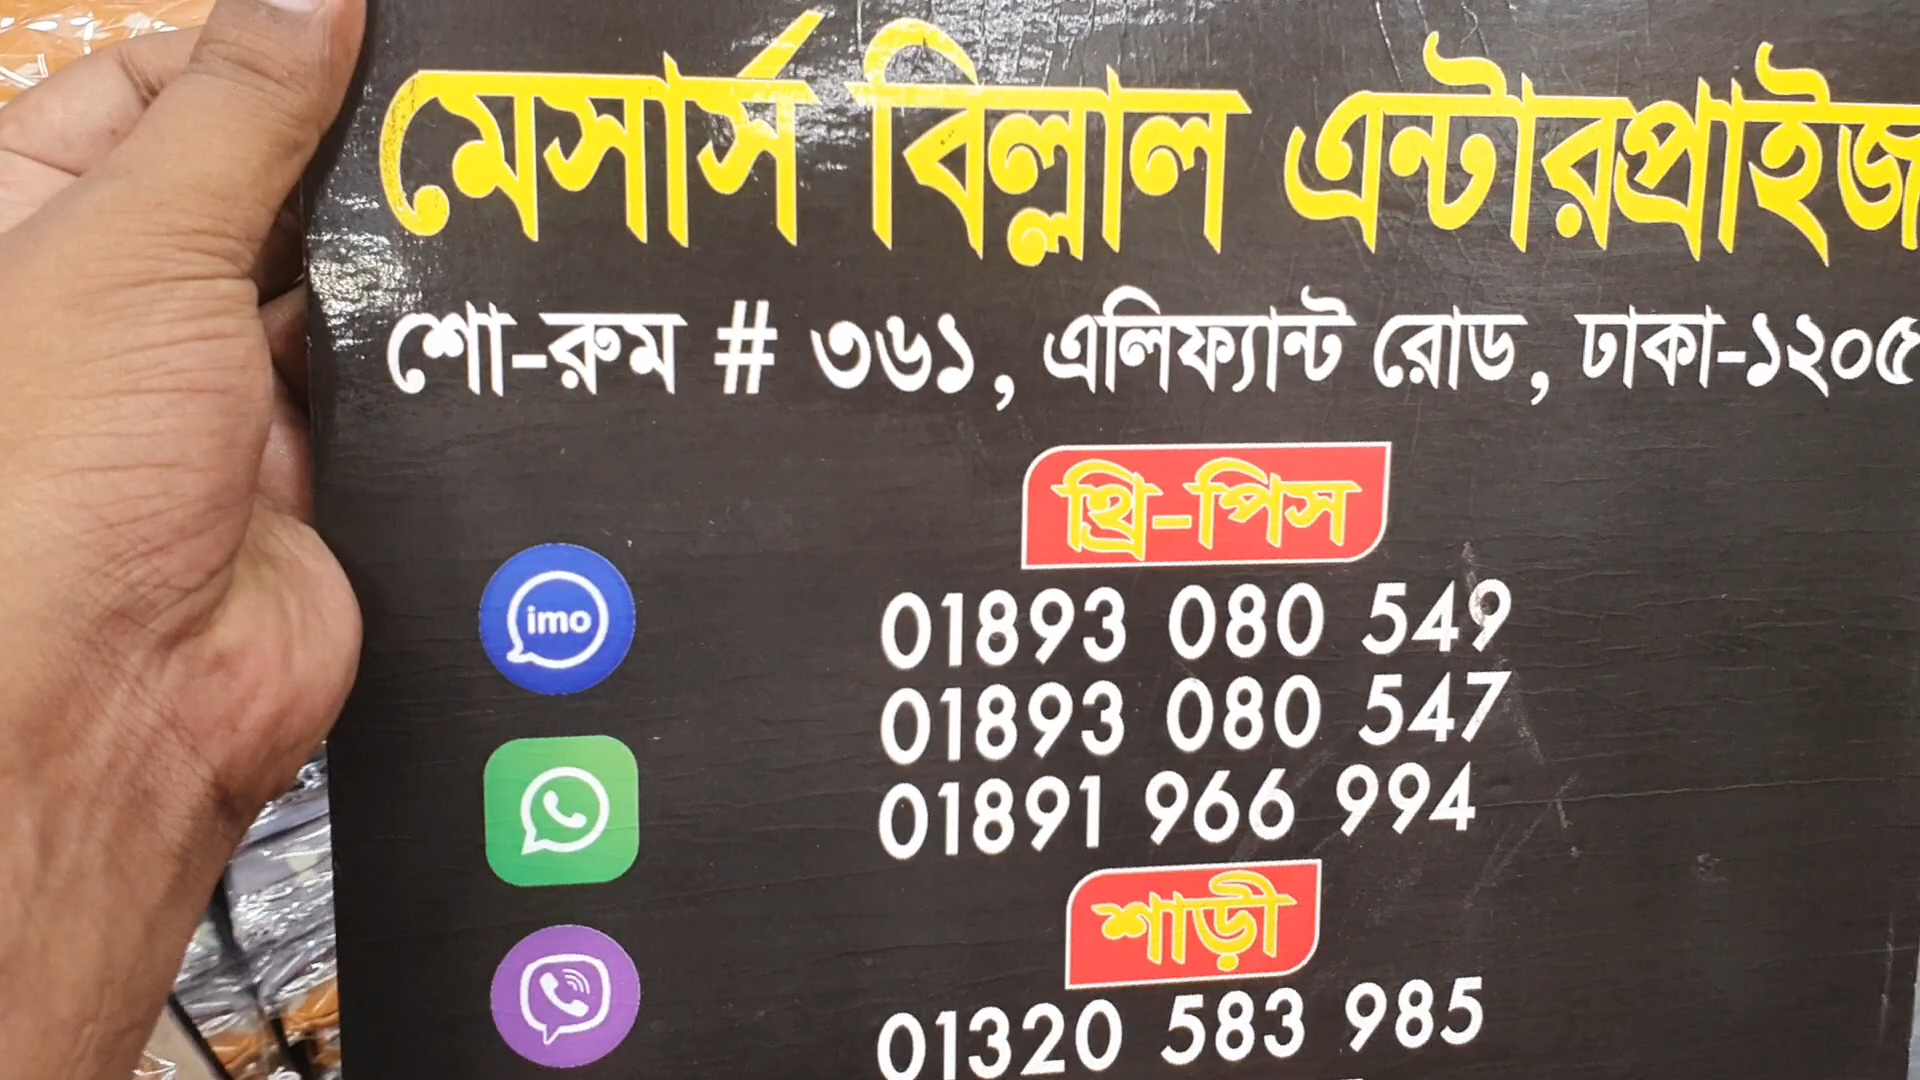 মেসার্স বিল্লাল এন্টারপ্রাইজ
শো-রুম # ৩৬১, এলিফ্যান্ট রোড, ঢাকা-১২০৫
থ্রি-পিস
imo
01893 080 549
01893 080 547
01891 966 994
শাড়ী
01320 583 985